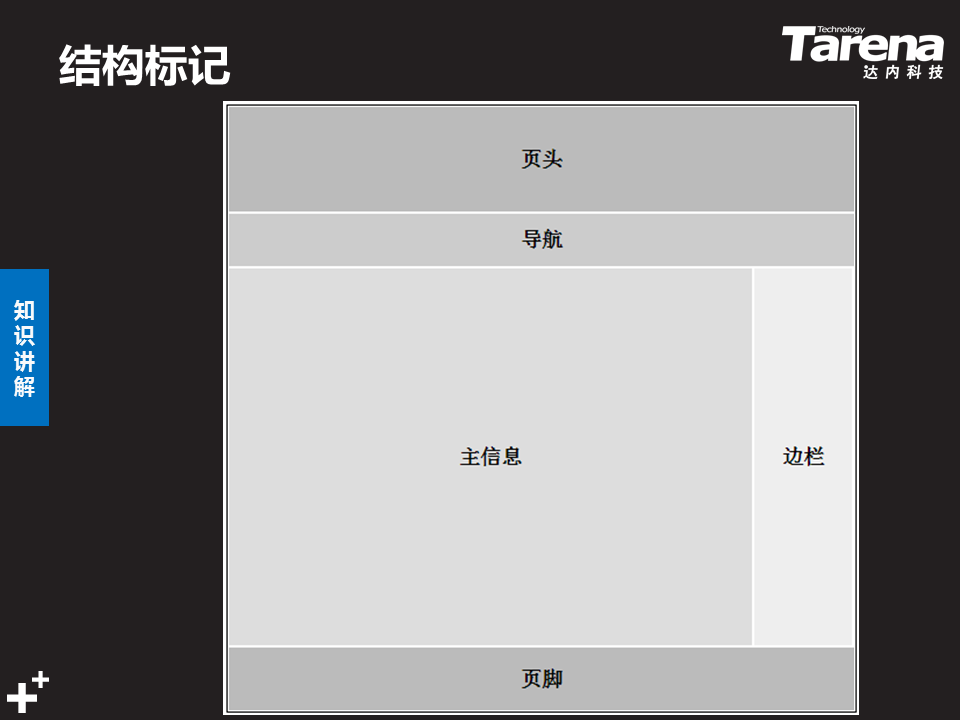 结构标记
Technology
Tarena
达内科技
页头
导航
知识讲解
主信息
边栏
页脚